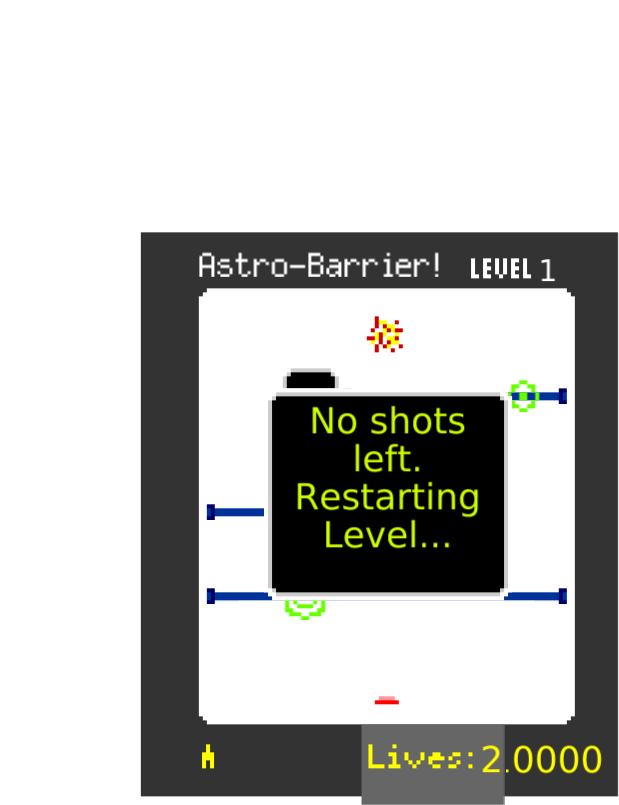 Astro-Barrier! LEVEL 1
No shots
left.
Restarting
Level...
Lives: 2.0000